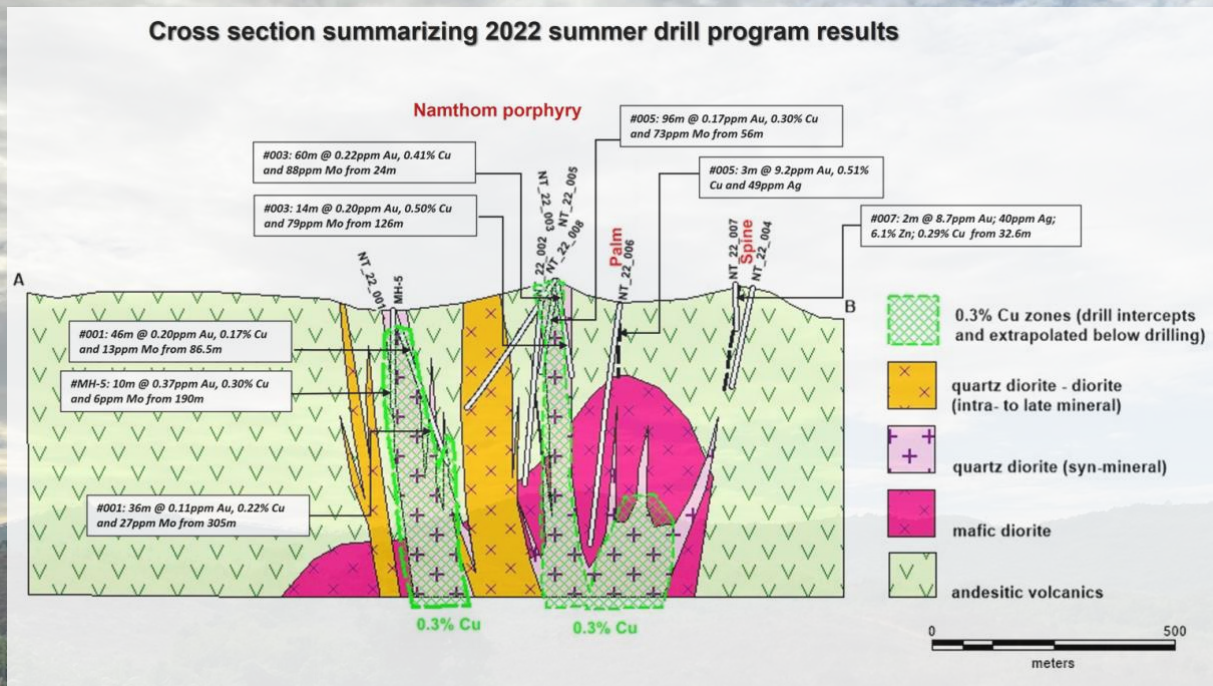 Cross section summarizing 2022 summer drill program results
Namthom porphyry
#005: 96m @ 0.17ppm Au, 0.30% Cu
and 73ppm Mo from 56m
#003: 60m @ 0.22ppm Au, 0.41% Cu
and 88ppm Mo from 24m
#005: 3m @ 9.2ppm Au, 0.51%
Cu and 49ppm Ag
#003: 14m @ 0.20ppm Au, 0.50% Cu
and 79ppm Mo from 126m
#007: 2m @ 8.7ppm Au; 40ppm Ag;
6.1% Zn; 0.29% Cu from 32.6m
NT_22_001
MH-5
NT_22_002
NT_22_003
NT_22_005
NT_22_008
Palm
NT_22_006
NT_22_007
Spine
NT_22_004
A
B
#001: 46m @ 0.20ppm Au, 0.17% Cu
and 13ppm Mo from 86.5m
#MH-5: 10m @ 0.37ppm Au, 0.30% Cu
and 6ppm Mo from 190m
#001: 36m @ 0.11ppm Au, 0.22% Cu
and 27ppm Mo from 305m
0.3% Cu
0.3% Cu
0.3% Cu zones (drill intercepts
and extrapolated below drilling)
quartz diorite - diorite
(intra- to late mineral)
quartz diorite (syn-mineral)
mafic diorite
andesitic volcanics
0 500
meters